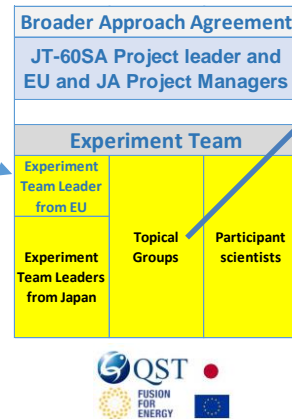 Broader Approach Agreement
JT-60SA Project leader and
EU and JA Project Managers
Experiment Team
Experiment
Team Leader
from EU
Experiment
Team Leaders
from Japan
Topical
Groups
Participant
scientists
QST
FUSION
FOR
ENERGY